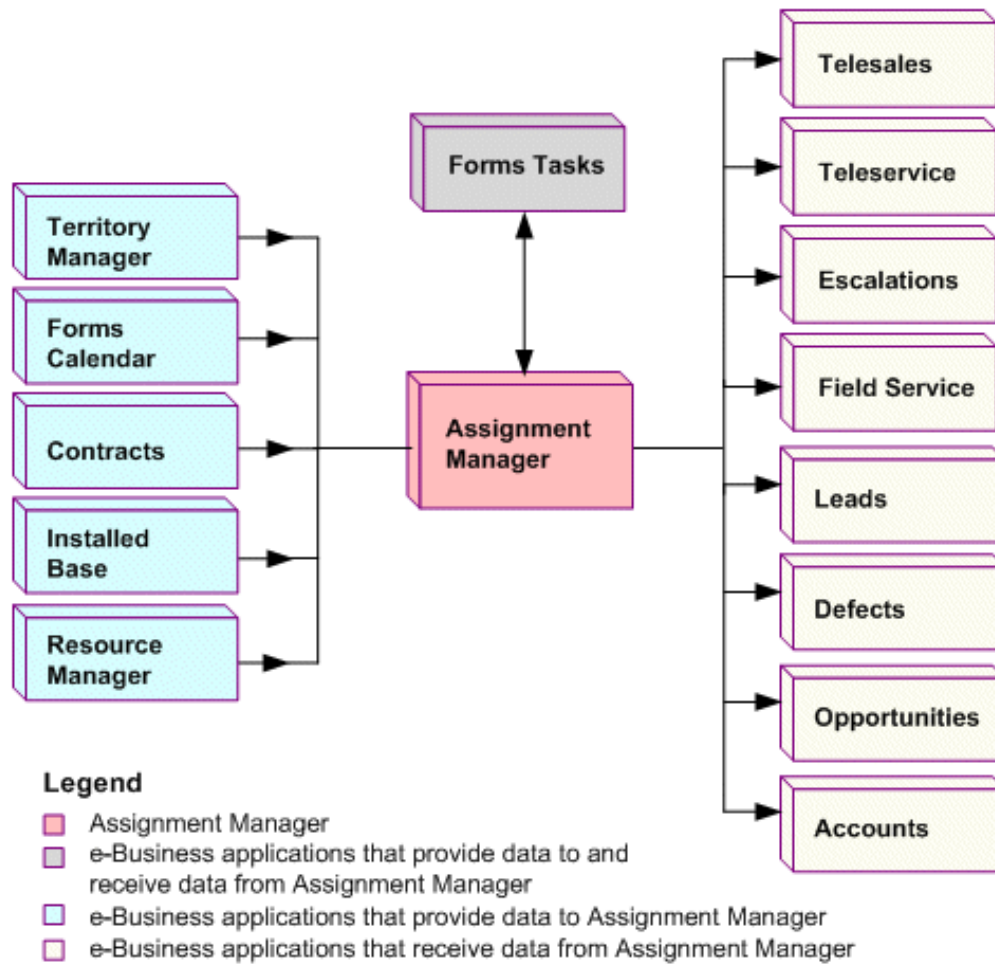 Telesales
Forms Tasks
Teleservice
Territory
Manager
Escalations
Forms
Calendar
Field Service
Assignment
Manager
Contracts
Leads
Installed
Base
Defects
Resource
Manager
Opportunities
Accounts
Legend
Assignment Manager
e-Business applications that provide data to and
receive data from Assignment Manager
e-Business applications that provide data to Assignment Manager
e-Business applications that receive data from Assignment Manager